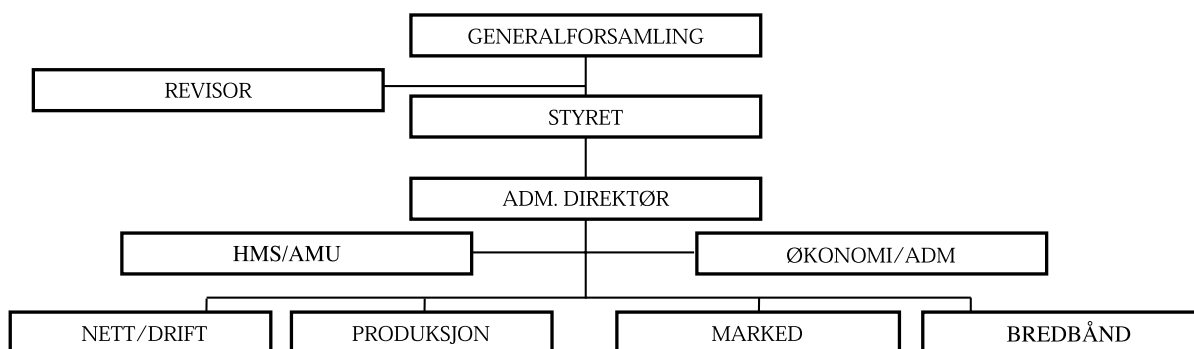 GENERALFORSAMLING
REVISOR
STYRET
ADM. DIREKTØR
HMS/AMU
ØKONOMI/ADM
NETT/DRIFT
PRODUKSJON
MARKED
BREDBÅND